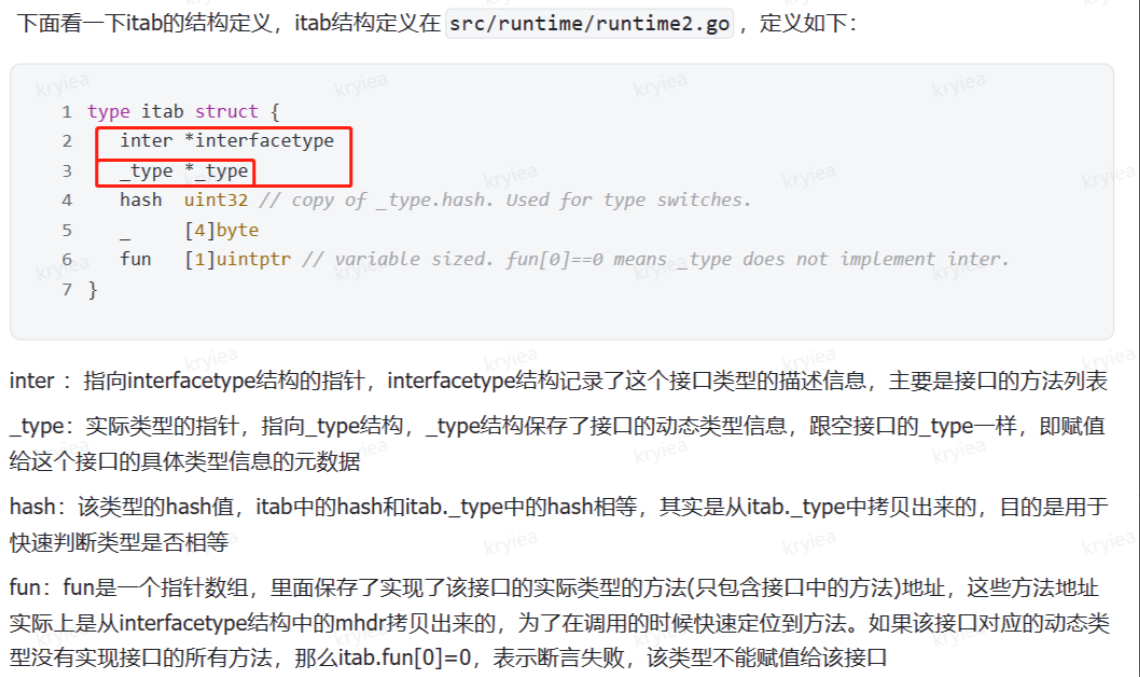 下面看一下itab的结构定义，itab结构定义在 src/runtime/runtime2.go ，定义如下：
1 type itab struct {
2 inter *interfacetype
3 _type *_type
4 hash uint32 // copy of _type.hash. Used for type switches.
5 _ [4]byte
6 fun [1]uintptr // variable sized. fun[0]==0 means _type does not implement inter.
7 }
inter ：指向interfacetype结构的指针，interfacetype结构记录了这个接口类型的描述信息，主要是接口的方法列表
_type：实际类型的指针，指向_type结构，_type结构保存了接口的动态类型信息，跟空接口的_type一样，即赋值
给这个接口的具体类型信息的元数据
hash：该类型的hash值，itab中的hash和itab._type中的hash相等，其实是从itab._type中拷贝出来的，目的是用于
快速判断类型是否相等
fun：fun是一个指针数组，里面保存了实现了该接口的实际类型的方法(只包含接口中的方法)地址，这些方法地址
实际上是从interfacetype结构中的mhdr拷贝出来的，为了在调用的时候快速定位到方法。如果该接口对应的动态类
型没有实现接口的所有方法，那么itab.fun[0]=0，表示断言失败，该类型不能赋值给该接口
kryiea